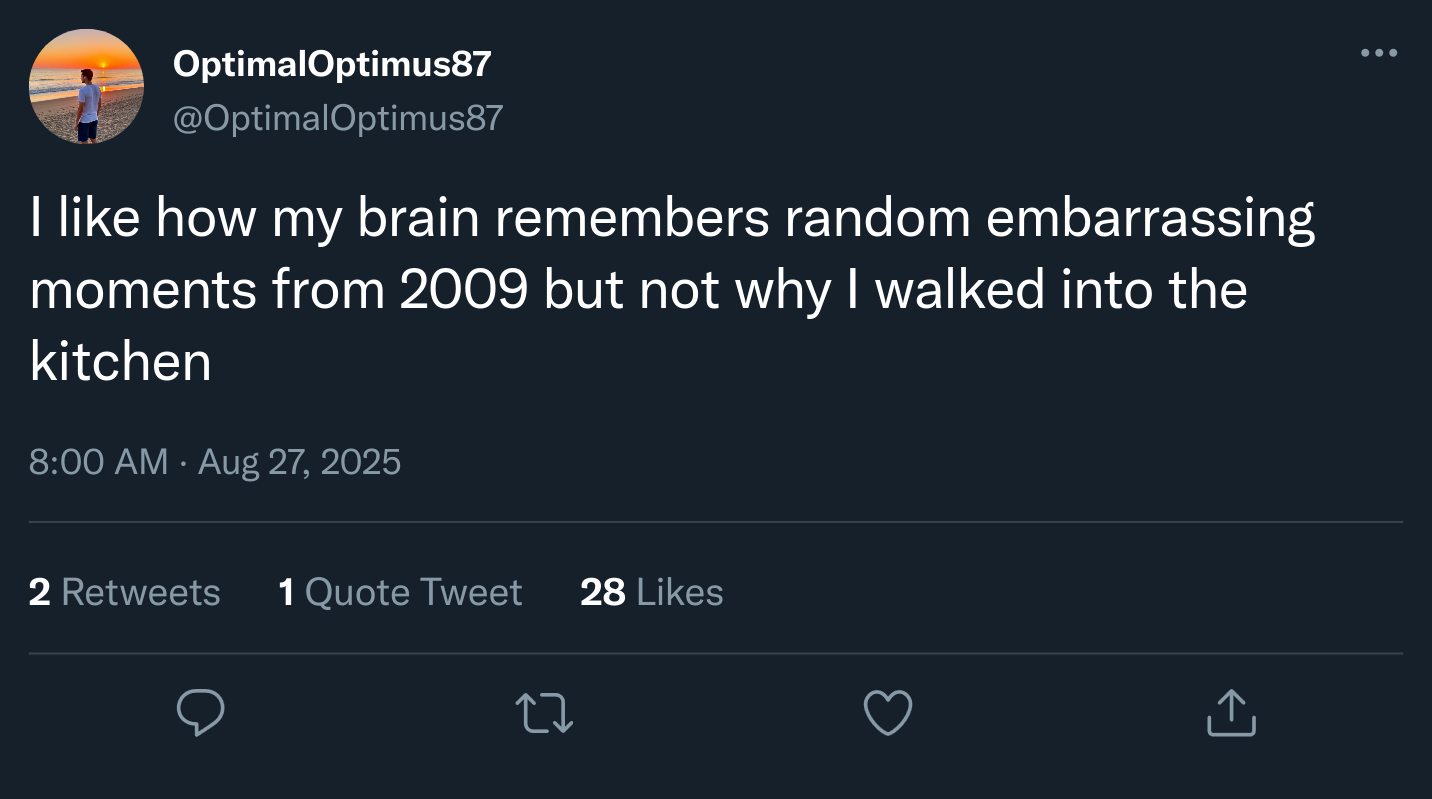 OptimalOptimus87
@OptimalOptimus87
I like how my brain remembers random embarrassing
moments from 2009 but not why I walked into the
kitchen
8:00 AM · Aug 27, 2025
2 Retweets 1 Quote Tweet 28 Likes